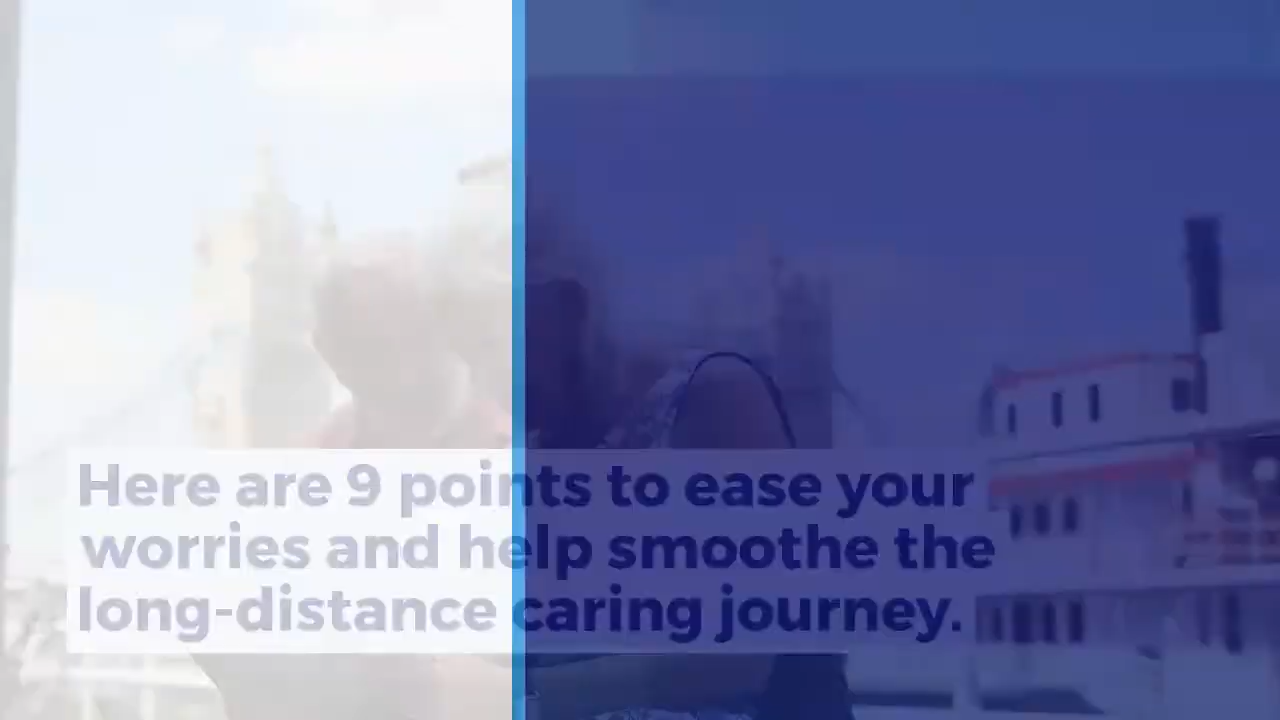 Here are 9 points to ease your
worries and help smoothe the
long-distance caring journey.